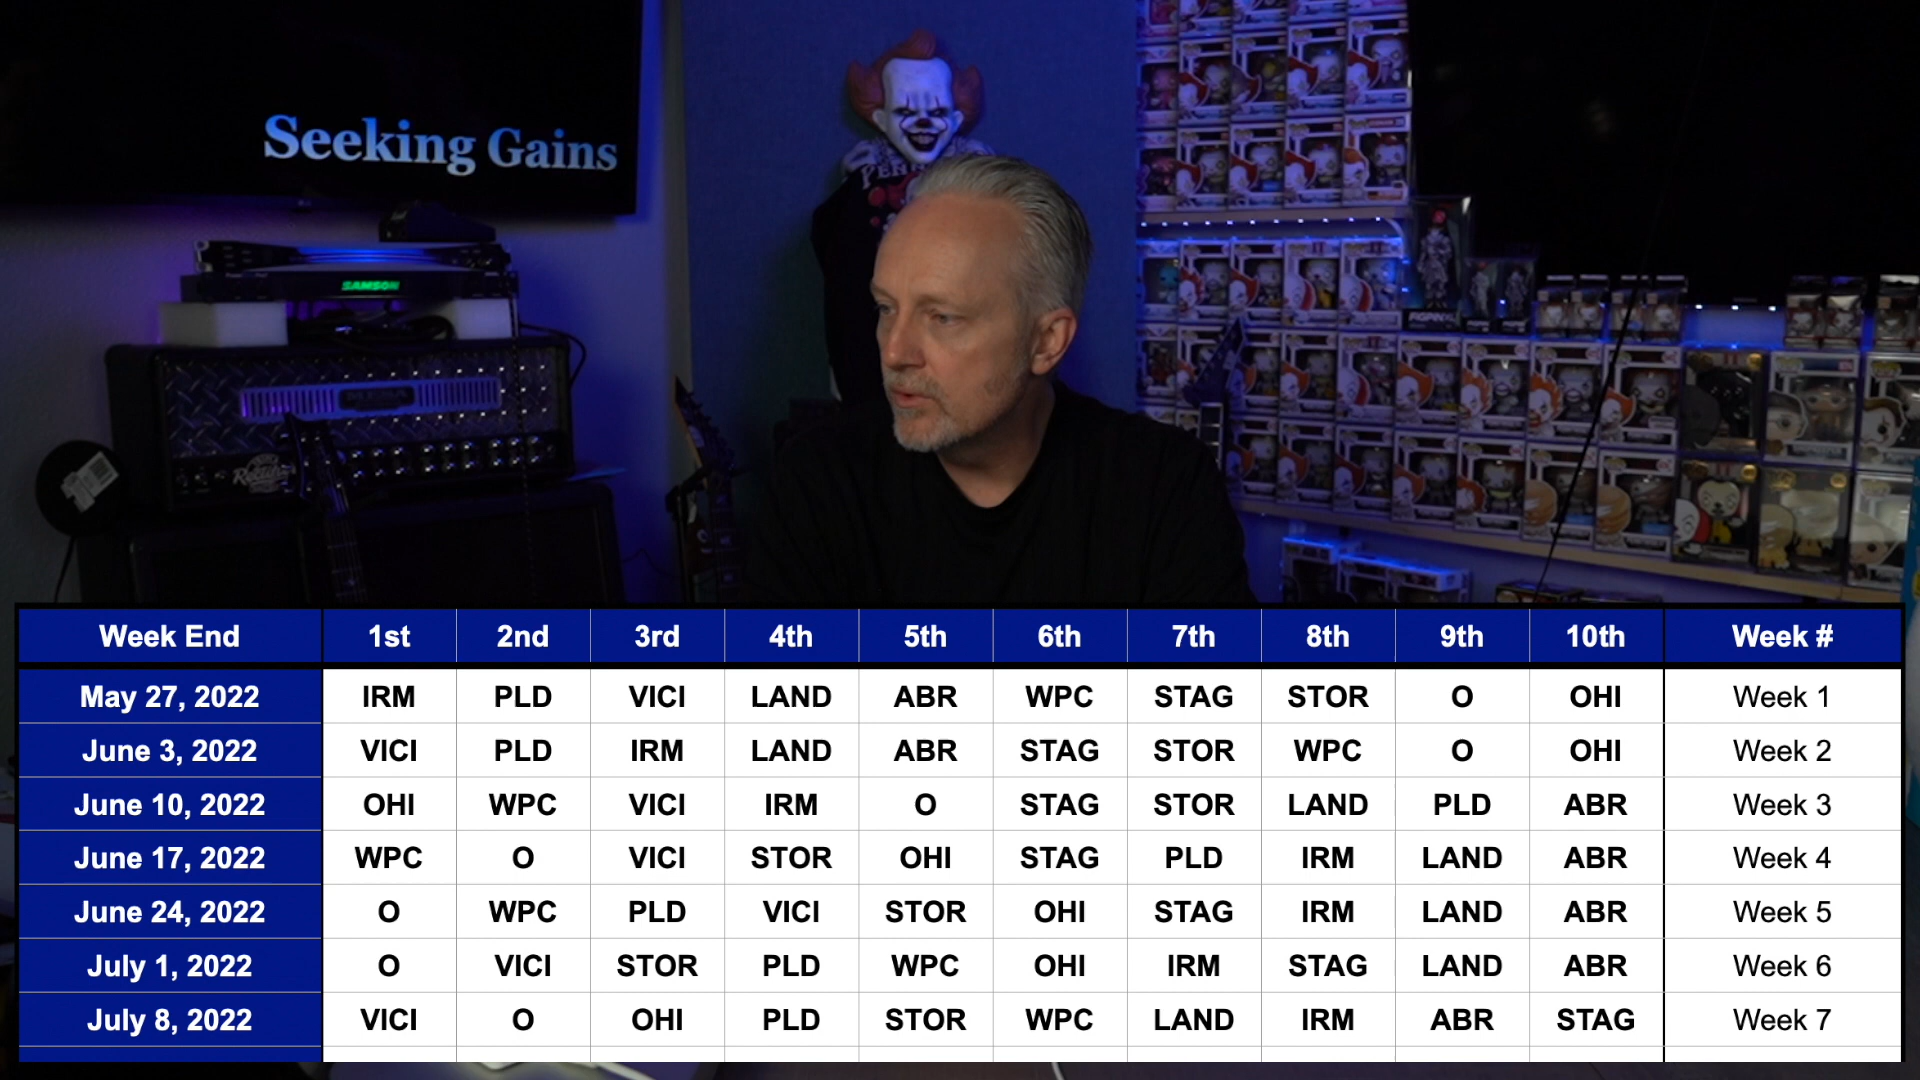 Seeking Gains
PENN
SAMSON
FIGPIN
Week End 1st 2nd 3rd 4th 5th 6th 7th 8th 9th 10th Week #
May 27, 2022 IRM PLD VICI LAND ABR WPC STAG STOR O OHI Week 1
June 3, 2022 VICI PLD IRM LAND ABR STAG STOR WPC O OHI Week 2
June 10, 2022 OHI WPC VICI IRM O STAG STOR LAND PLD ABR Week 3
June 17, 2022 WPC O VICI STOR OHI STAG PLD IRM LAND ABR Week 4
June 24, 2022 O WPC PLD VICI STOR OHI STAG IRM LAND ABR Week 5
July 1, 2022 O VICI STOR PLD WPC OHI IRM STAG LAND ABR Week 6
July 8, 2022 VICI O OHI PLD STOR WPC LAND IRM ABR STAG Week 7